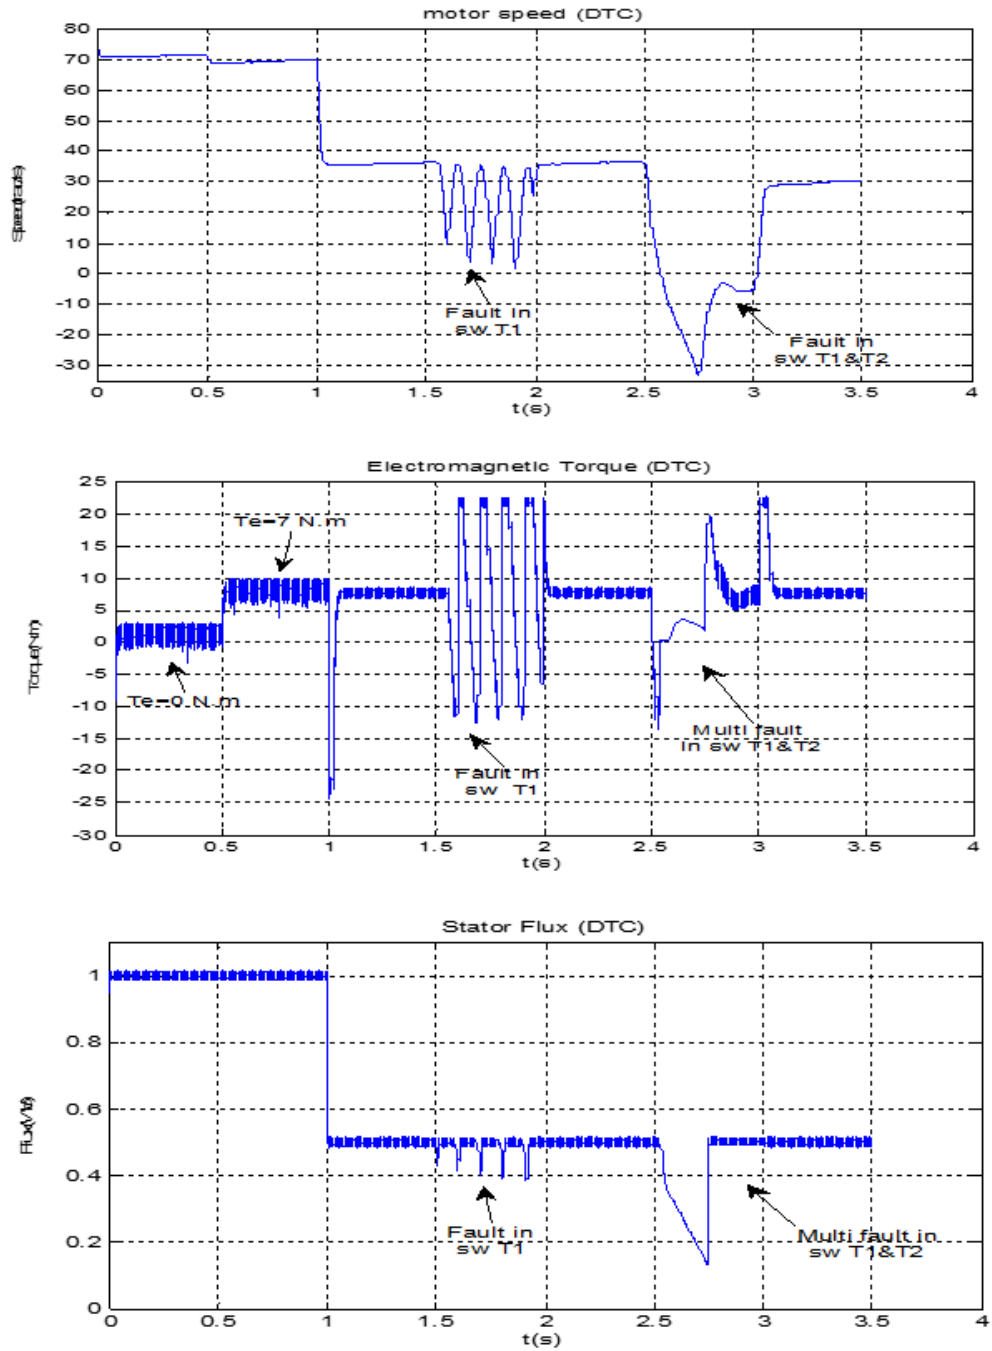 motor speed (DTC)
80
70
60
50
40
30
20
10
0
-10
-20
-30
Fault in
sw T1
Fault in
sw T1&T2
0 0.5 1 1.5 2 2.5 3 3.5 4
t(s)
Electromagnetic Torque (DTC)
25
20
15
10
5
0
-5
-10
-15
-20
-25
-30
Torque(N.m)
Te=7 N.m
Te=0 N.m
Fault in
sw T1
Multi fault
in sw T1&T2
0 0.5 1 1.5 2 2.5 3 3.5 4
t(s)
Stator Flux (DTC)
1
0.8
0.6
0.4
0.2
0
Fault in
sw T1
Multi fault in
sw T1&T2
0 0.5 1 1.5 2 2.5 3 3.5 4
t(s)